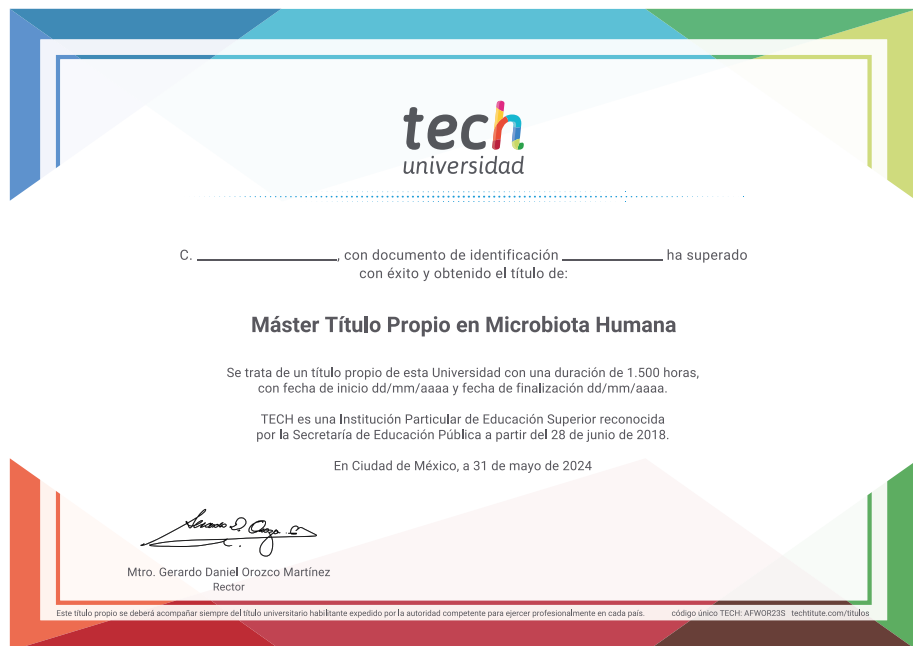 tech
universidad
C. __________________, con documento de identificación _____________ ha superado
con éxito y obtenido el título de:
Máster Título Propio en Microbiota Humana
Se trata de un título propio de esta Universidad con una duración de 1.500 horas,
con fecha de inicio dd/mm/aaaa y fecha de finalización dd/mm/aaaa.
TECH es una Institución Particular de Educación Superior reconocida
por la Secretaría de Educación Pública a partir del 28 de junio de 2018.
En Ciudad de México, a 31 de mayo de 2024
Mtro. Gerardo Daniel Orozco Martínez
Rector
Este título propio se deberá acompañar siempre del título universitario habilitante expedido por la autoridad competente para ejercer profesionalmente en cada país. código único TECH: AFWOR23S techtitute.com/titulos